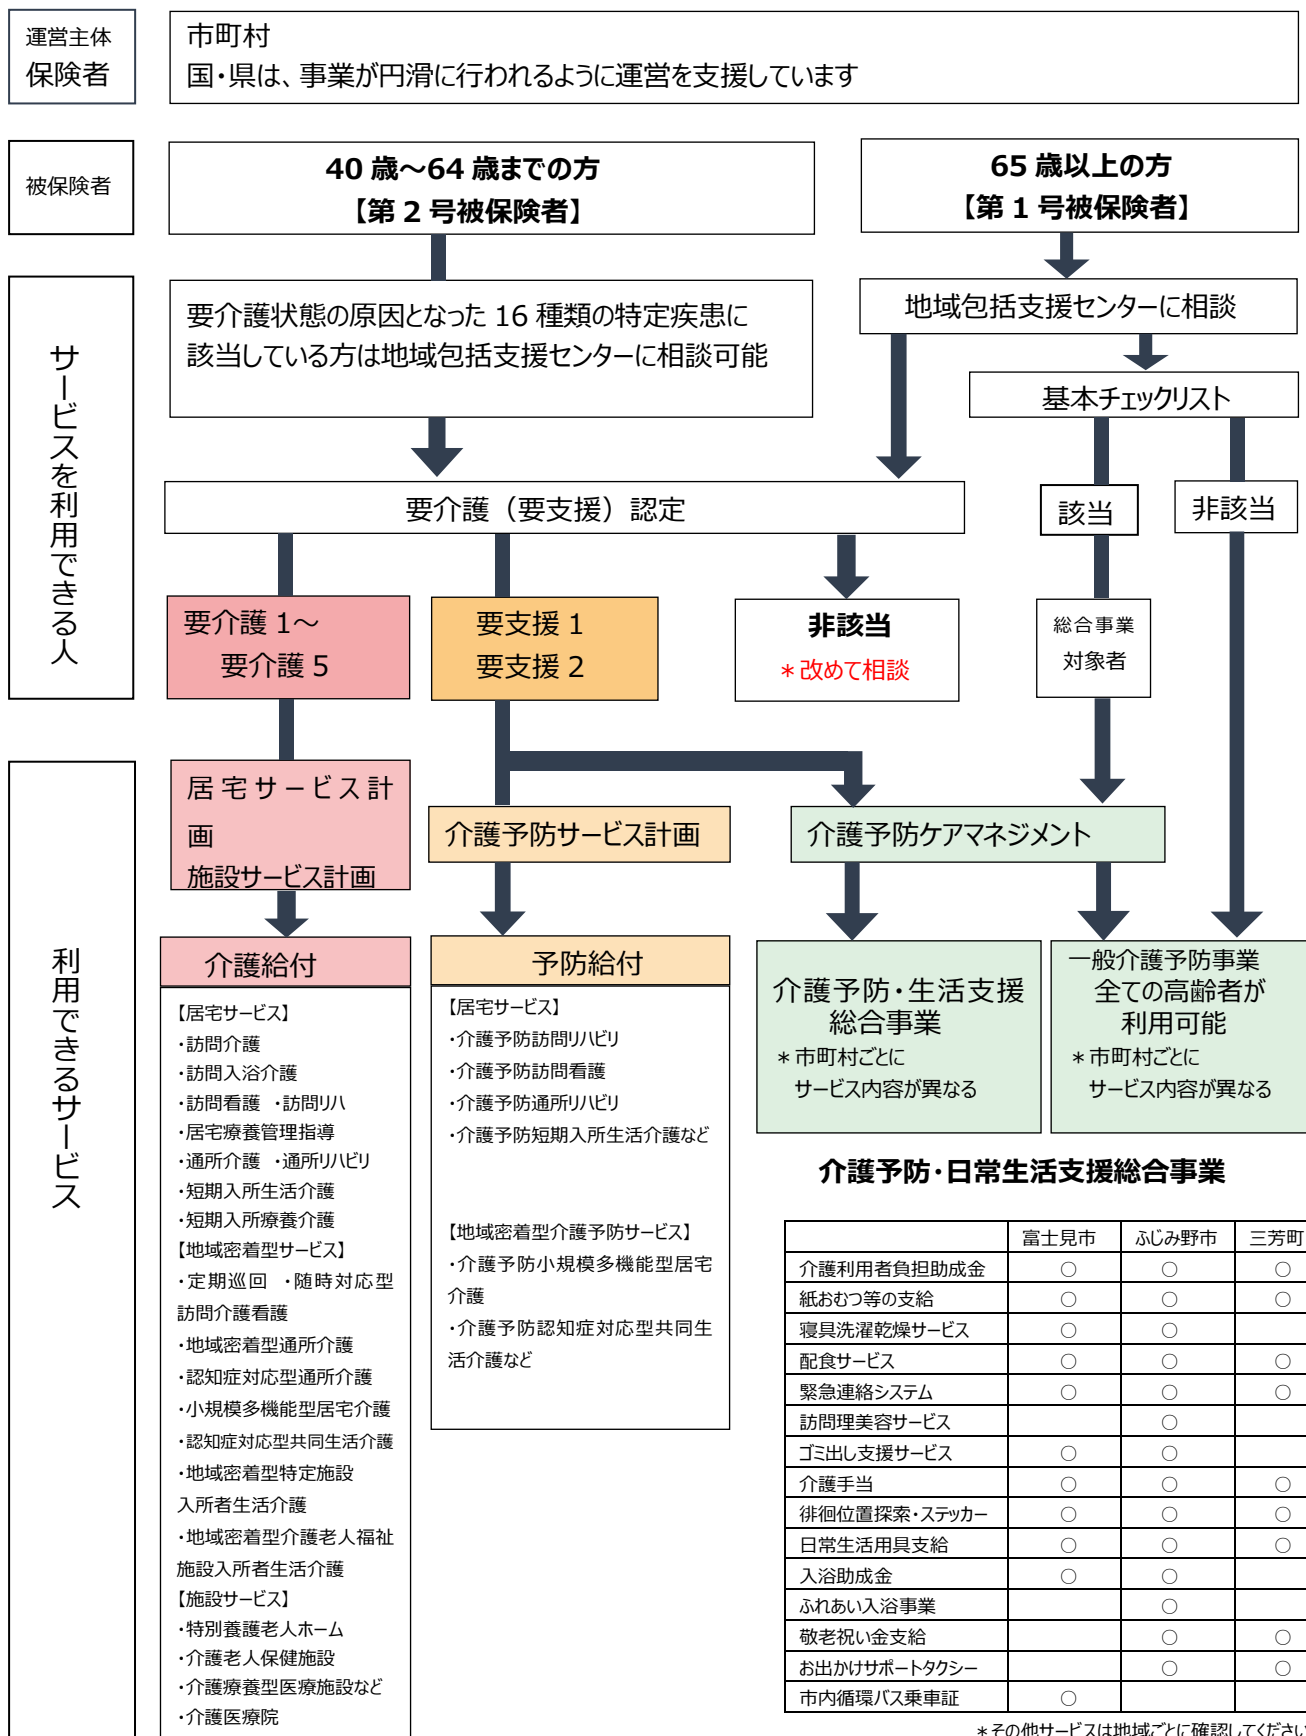 運営主体
保険者
市町村
国・県は、事業が円滑に行われるように運営を支援しています
被保険者
40 歳～64 歳までの方
【第 2 号被保険者】
65 歳以上の方
【第 1 号被保険者】
サービスを利用できる人
要介護状態の原因となった 16 種類の特定疾患に
該当している方は地域包括支援センターに相談可能
地域包括支援センターに相談
基本チェックリスト
要介護（要支援）認定
該当
非該当
要介護 1～
要介護 5
要支援 1
要支援 2
非該当
＊改めて相談
総合事業
対象者
利用できるサービス
居宅サービス計
画
施設サービス計画
介護予防サービス計画
介護予防ケアマネジメント
介護給付
【居宅サービス】
・訪問介護
・訪問入浴介護
・訪問看護 ・訪問リハ
・居宅療養管理指導
・通所介護 ・通所リハビリ
・短期入所生活介護
・短期入所療養介護
【地域密着型サービス】
・定期巡回 ・随時対応型
訪問介護看護
・地域密着型通所介護
・認知症対応型通所介護
・小規模多機能型居宅介護
・認知症対応型共同生活介護
・地域密着型特定施設
入所者生活介護
・地域密着型介護老人福祉
施設入所者生活介護
【施設サービス】
・特別養護老人ホーム
・介護老人保健施設
・介護療養型医療施設など
・介護医療院
予防給付
【居宅サービス】
・介護予防訪問リハビリ
・介護予防訪問看護
・介護予防通所リハビリ
・介護予防短期入所生活介護など
【地域密着型介護予防サービス】
・介護予防小規模多機能型居宅
介護
・介護予防認知症対応型共同生
活介護など
介護予防・生活支援
総合事業
＊市町村ごとに
サービス内容が異なる
一般介護予防事業
全ての高齢者が
利用可能
＊市町村ごとに
サービス内容が異なる
介護予防・日常生活支援総合事業
富士見市 ふじみ野市 三芳町
介護利用者負担助成金 ○ ○ ○
紙おむつ等の支給 ○ ○ ○
寝具洗濯乾燥サービス ○ ○
配食サービス ○ ○ ○
緊急連絡システム ○ ○ ○
訪問理美容サービス ○
ゴミ出し支援サービス ○ ○
介護手当 ○ ○ ○
徘徊位置探索・ステッカー ○ ○ ○
日常生活用具支給 ○ ○ ○
入浴助成金 ○ ○
ふれあい入浴事業 ○
敬老祝い金支給 ○ ○
お出かけサポートタクシー ○ ○
市内循環バス乗車証 ○
＊その他サービスは地域ごとに確認してください